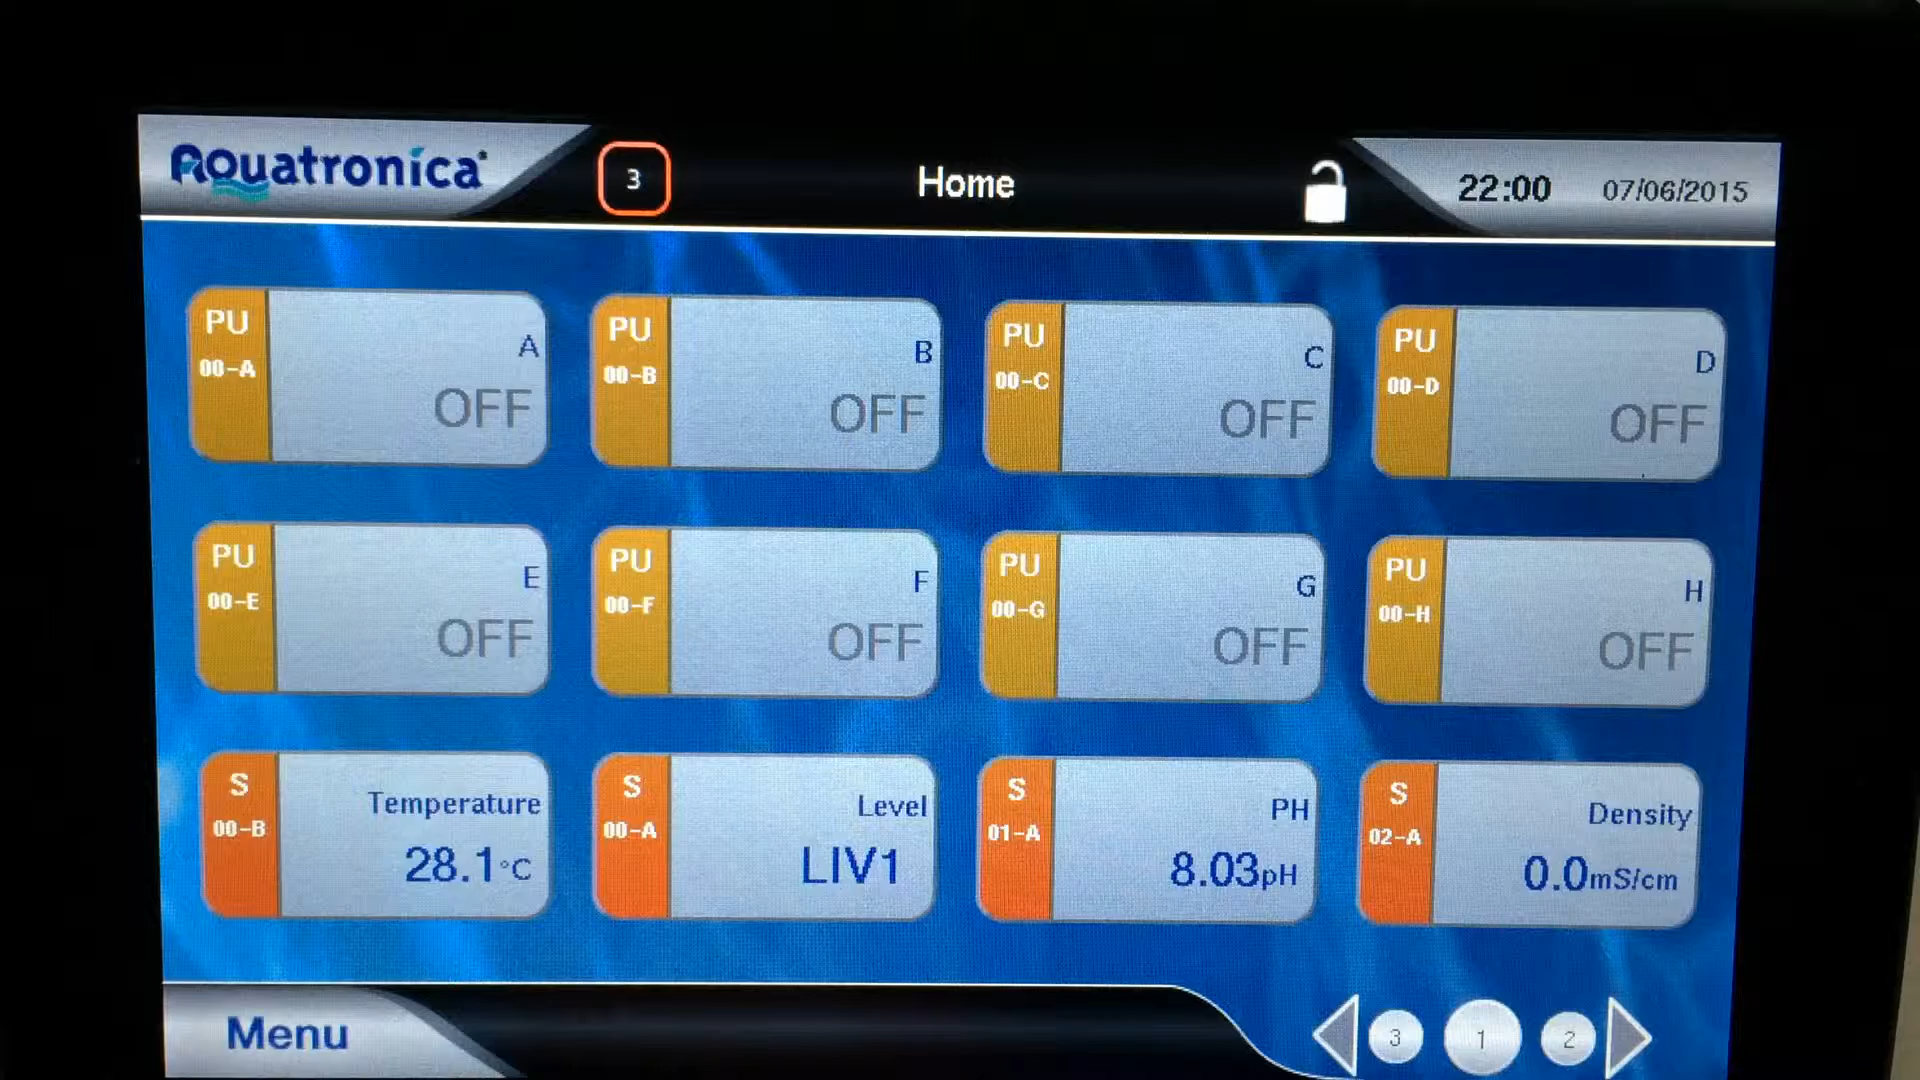 Aquatronica
3
Home
22:00
07/06/2015
PU
00-A
A
OFF
PU
00-B
B
OFF
PU
00-C
C
OFF
PU
00-D
D
OFF
PU
00-E
E
OFF
PU
00-F
F
OFF
PU
00-G
G
OFF
PU
00-H
H
OFF
S
00-B
Temperature
28.1°C
S
00-A
Level
LIV1
S
01-A
PH
8.03pH
S
02-A
Density
0.0mS/cm
Menu
3
1
2